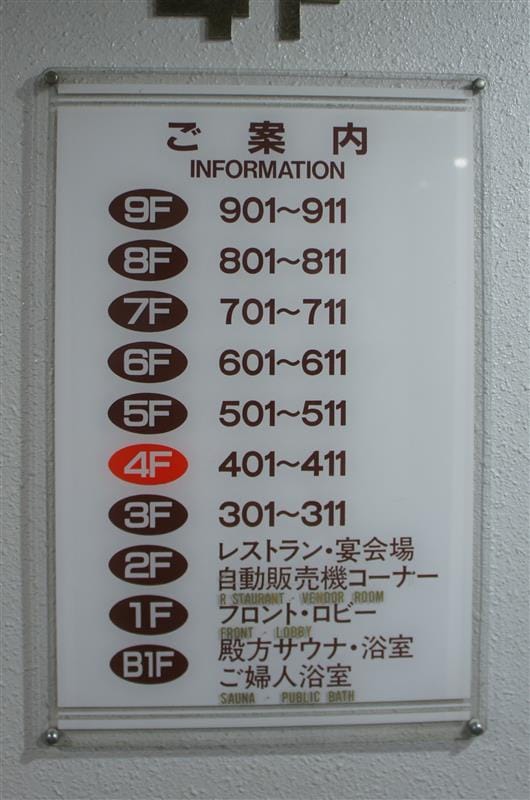 ご案内
INFORMATION
9F 901～911
8F 801～811
7F 701～711
6F 601～611
5F 501～511
4F 401～411
3F 301～311
2F レストラン・宴会場
自動販売機コーナー
R STAURANT - VENDOR ROOM
1F フロント・ロビー
FRONT - LOBBY
B1F 殿方サウナ・浴室
ご婦人浴室
SAUNA - PUBLIC BATH